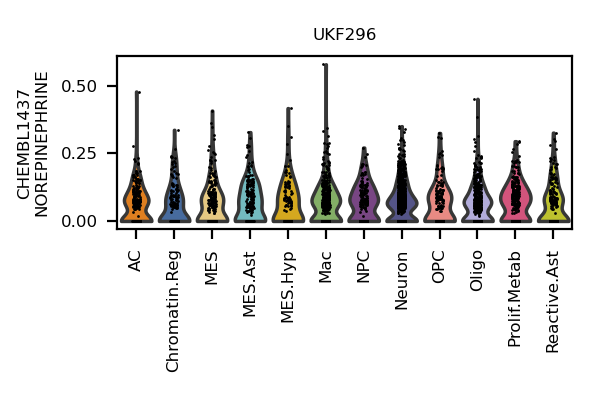 UKF296
CHEMBL1437
NOREPINEPHRINE
0.50
0.25
0.00
AC
Chromatin.Reg
MES
MES.Ast
MES.Hyp
Mac
NPC
Neuron
OPC
Oligo
Prolif.Metab
Reactive.Ast